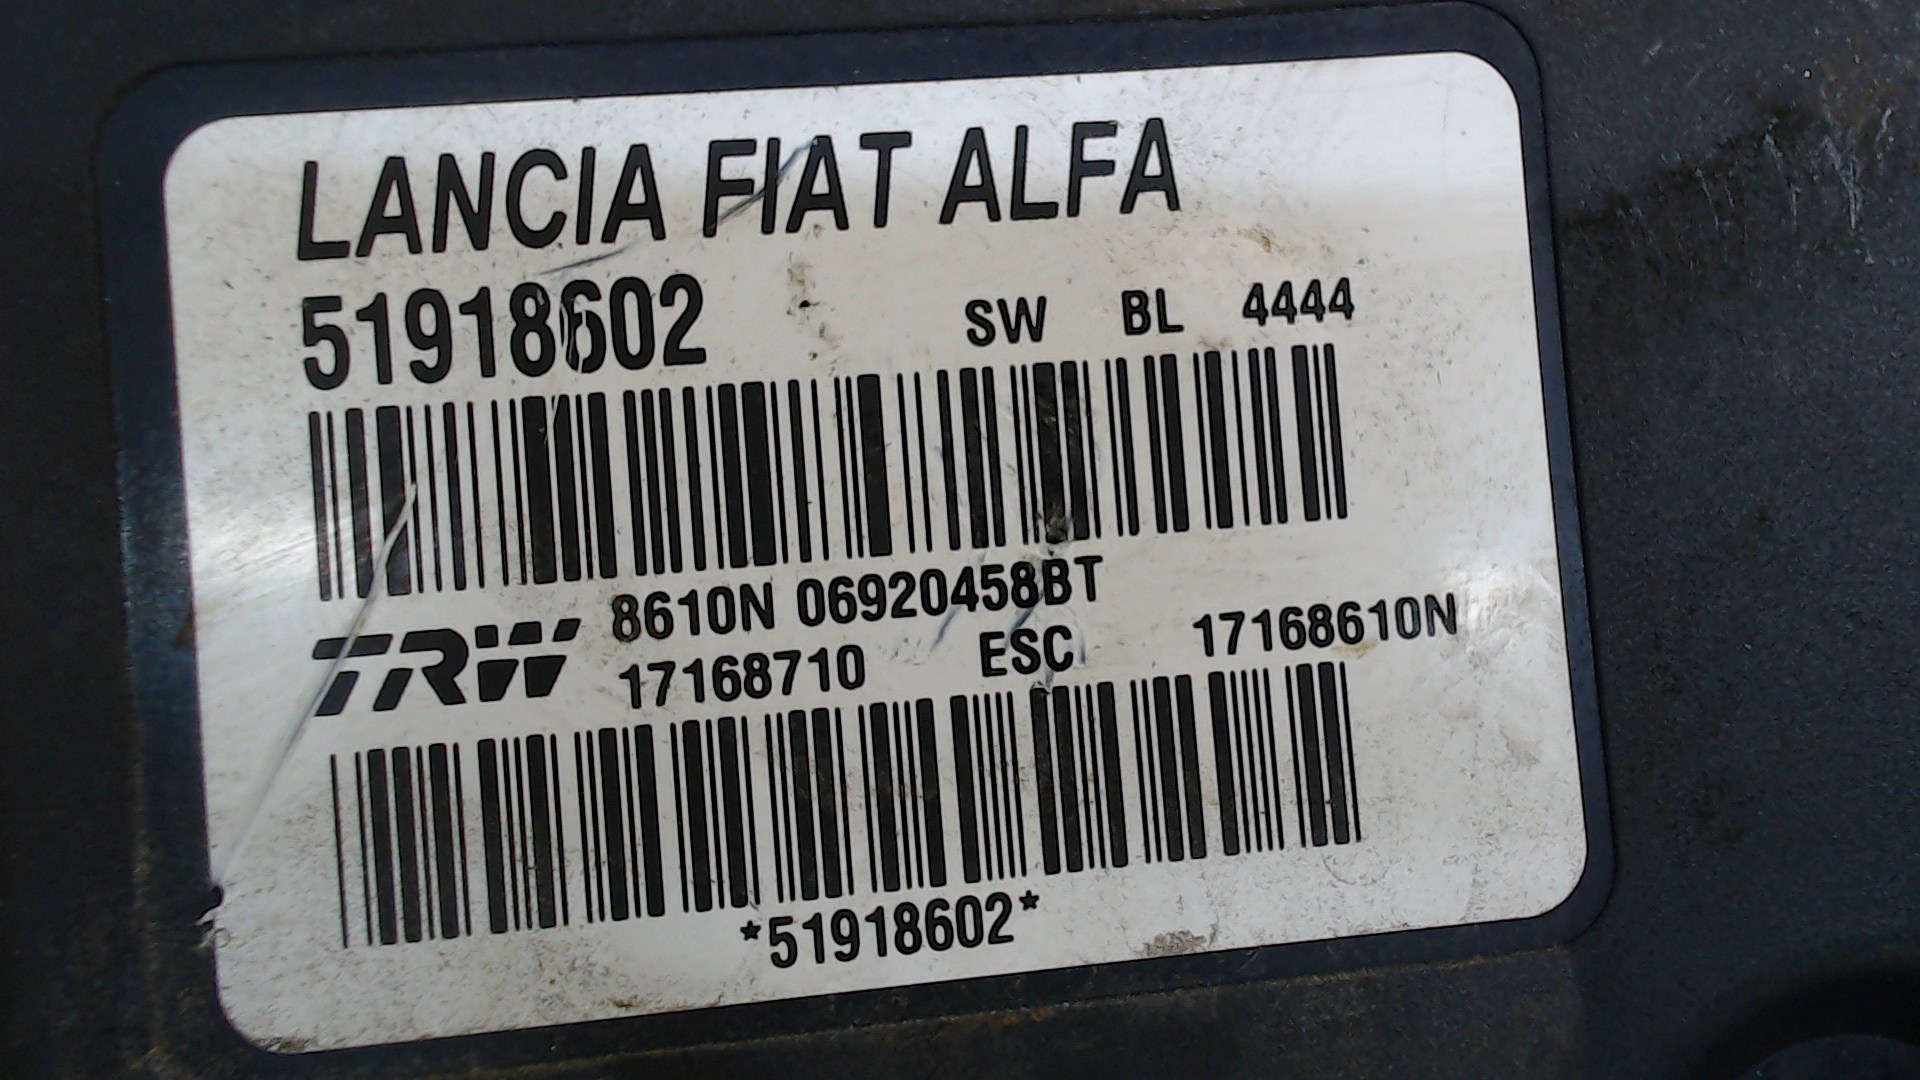 LANCIA FIAT ALFA
51918602 SW BL 4444
8610N 06920458BT
TRW 17168710 ESC 17168610N
*51918602*